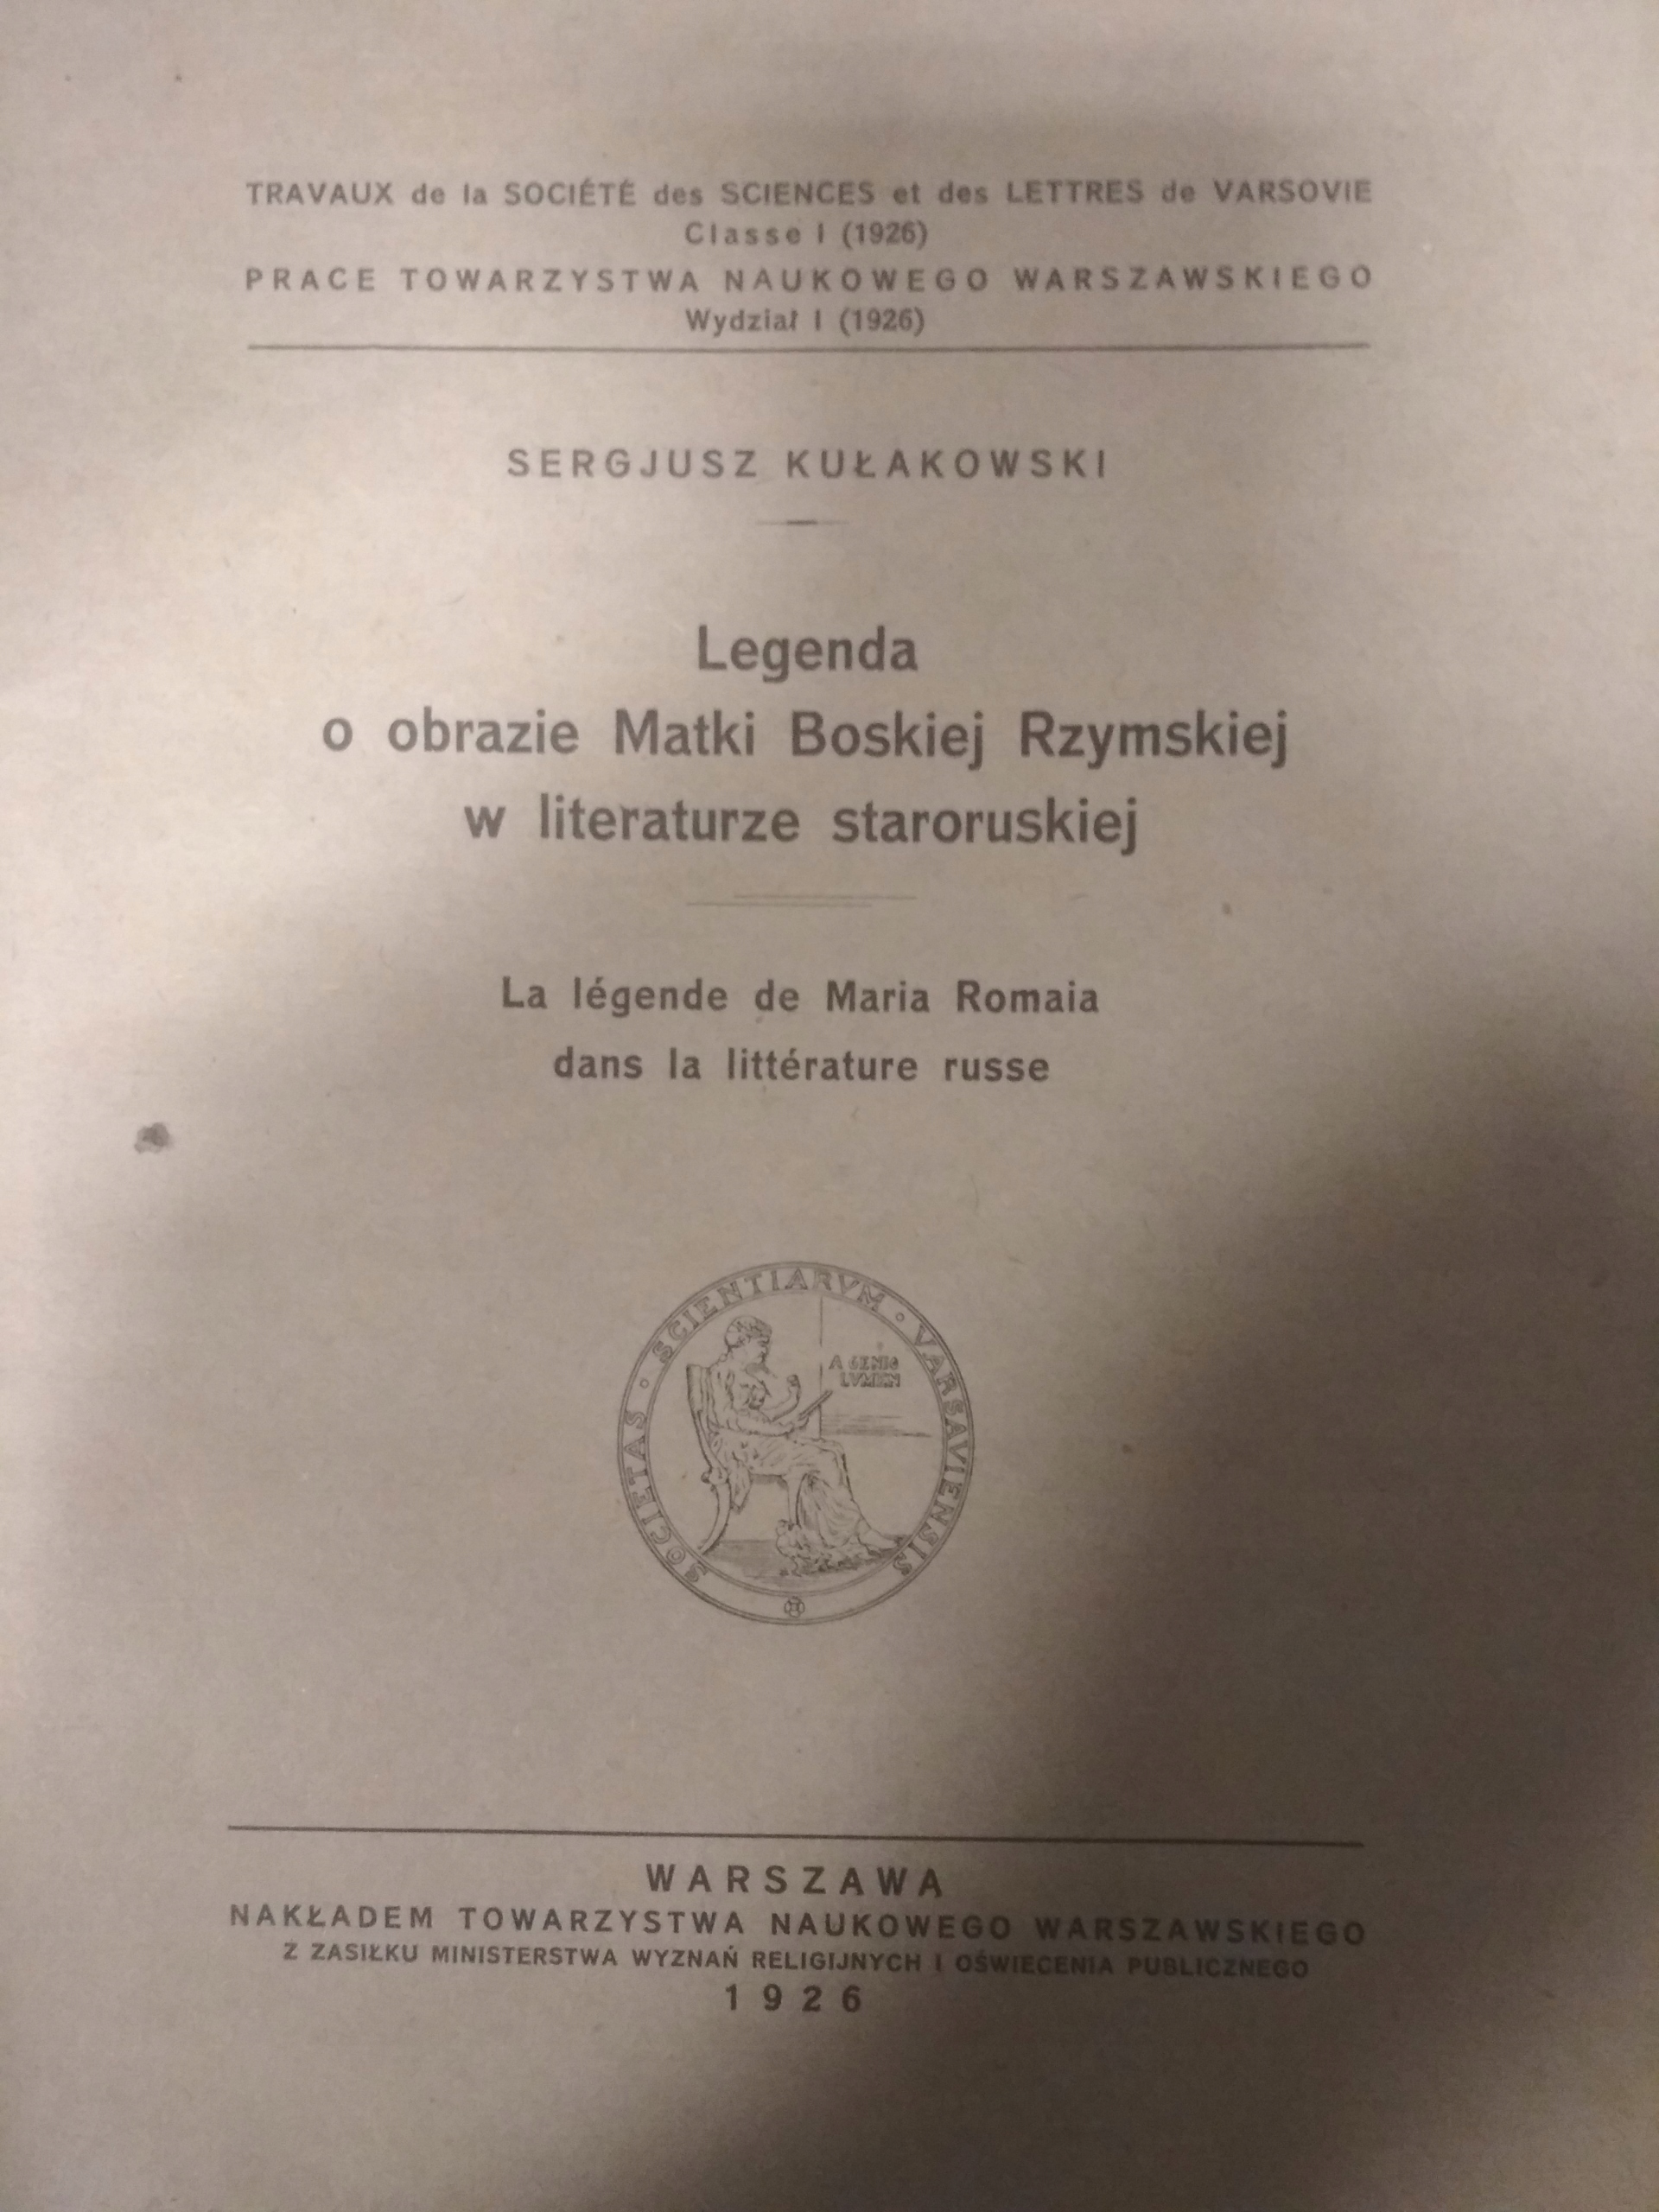 TRAVAUX de la SOCIÉTÉ des SCIENCES et des LETTRES de VARSOVIE
Classe I (1926)
PRACE TOWARZYSTWA NAUKOWEGO WARSZAWSKIEGO
Wydział I (1926)
SERGJUSZ KUŁAKOWSKI
Legenda
o obrazie Matki Boskiej Rzymskiej
w literaturze staroruskiej
La légende de Maria Romaia
dans la littérature russe
SOCIETAS · SCIENTIARVM · VARSAVIENSIS
A GENIO
LVMEN
WARSZAWA
NAKŁADEM TOWARZYSTWA NAUKOWEGO WARSZAWSKIEGO
Z ZASIŁKU MINISTERSTWA WYZNAŃ RELIGIJNYCH I OŚWIECENIA PUBLICZNEGO
1926